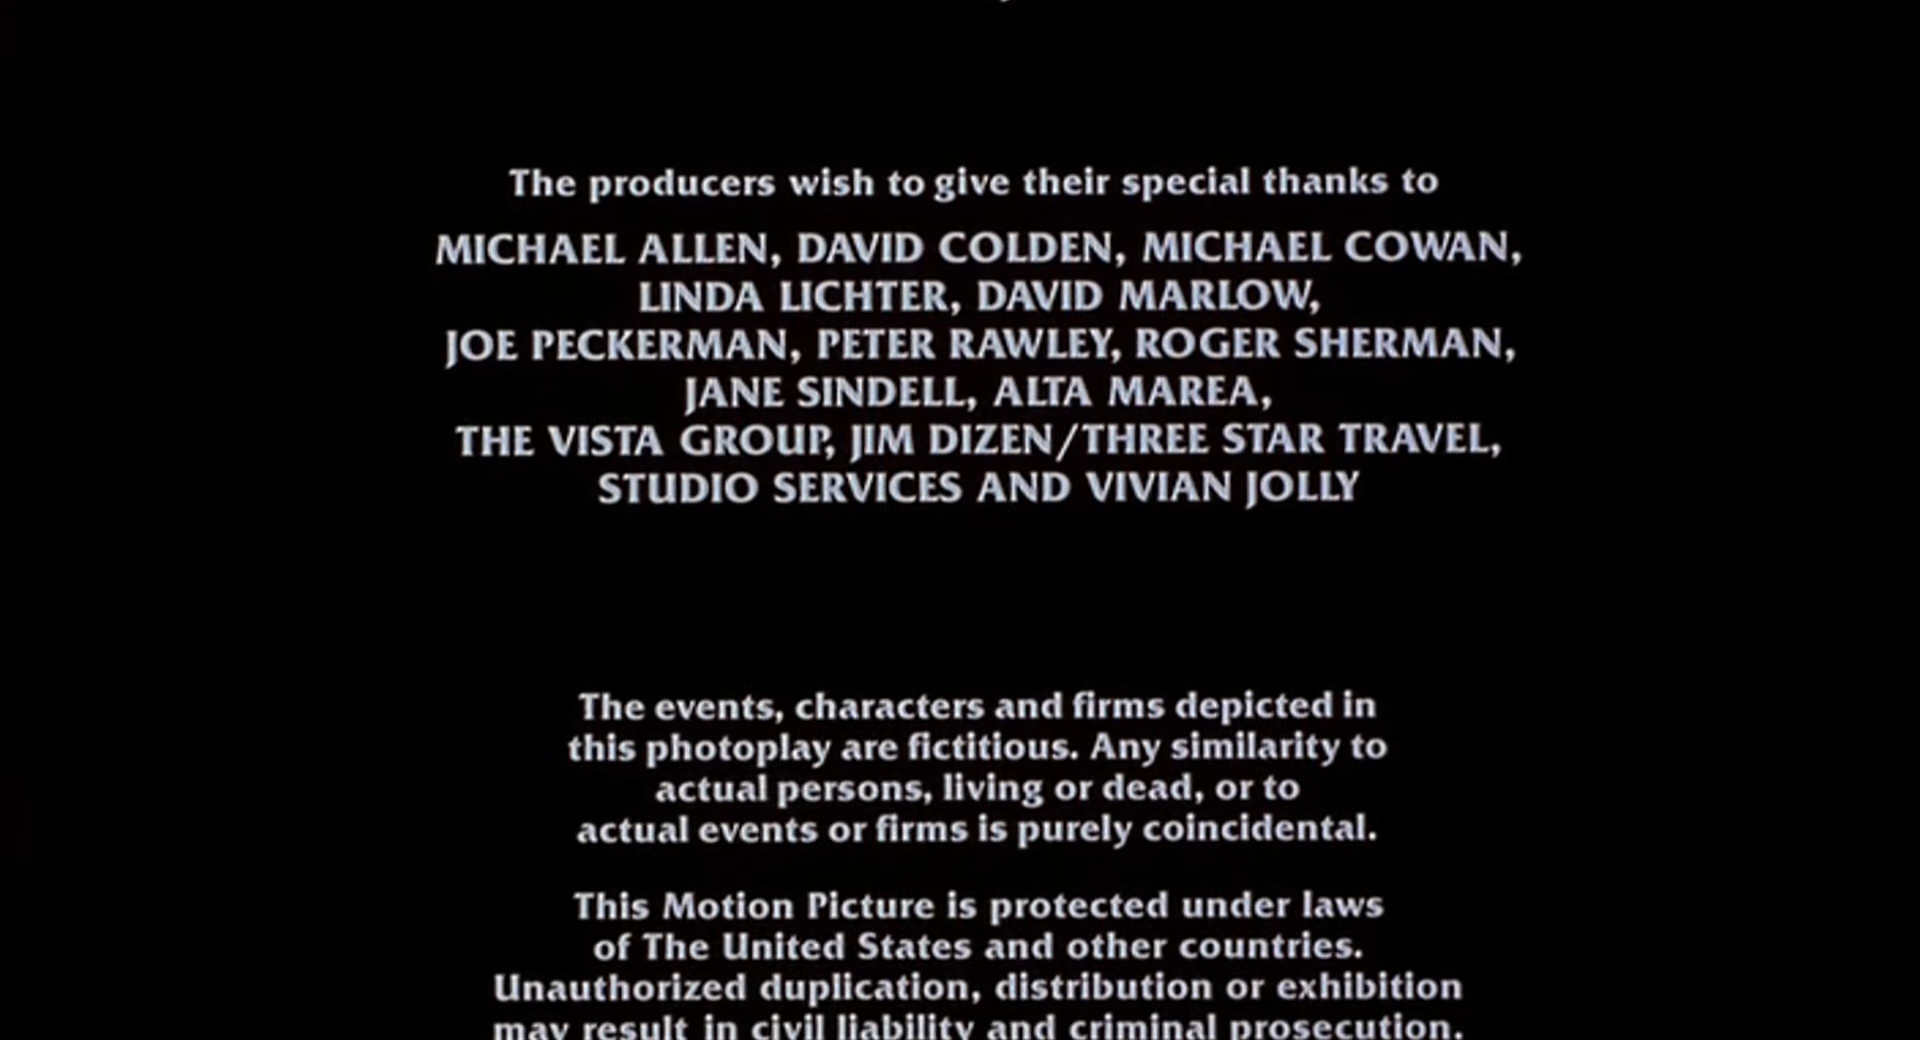 The producers wish to give their special thanks to
MICHAEL ALLEN, DAVID COLDEN, MICHAEL COWAN,
LINDA LICHTER, DAVID MARLOW,
JOE PECKERMAN, PETER RAWLEY, ROGER SHERMAN,
JANE SINDELL, ALTA MAREA,
THE VISTA GROUP, JIM DIZEN/THREE STAR TRAVEL,
STUDIO SERVICES AND VIVIAN JOLLY
The events, characters and firms depicted in
this photoplay are fictitious. Any similarity to
actual persons, living or dead, or to
actual events or firms is purely coincidental.
This Motion Picture is protected under laws
of The United States and other countries.
Unauthorized duplication, distribution or exhibition
may result in civil liability and criminal prosecution.